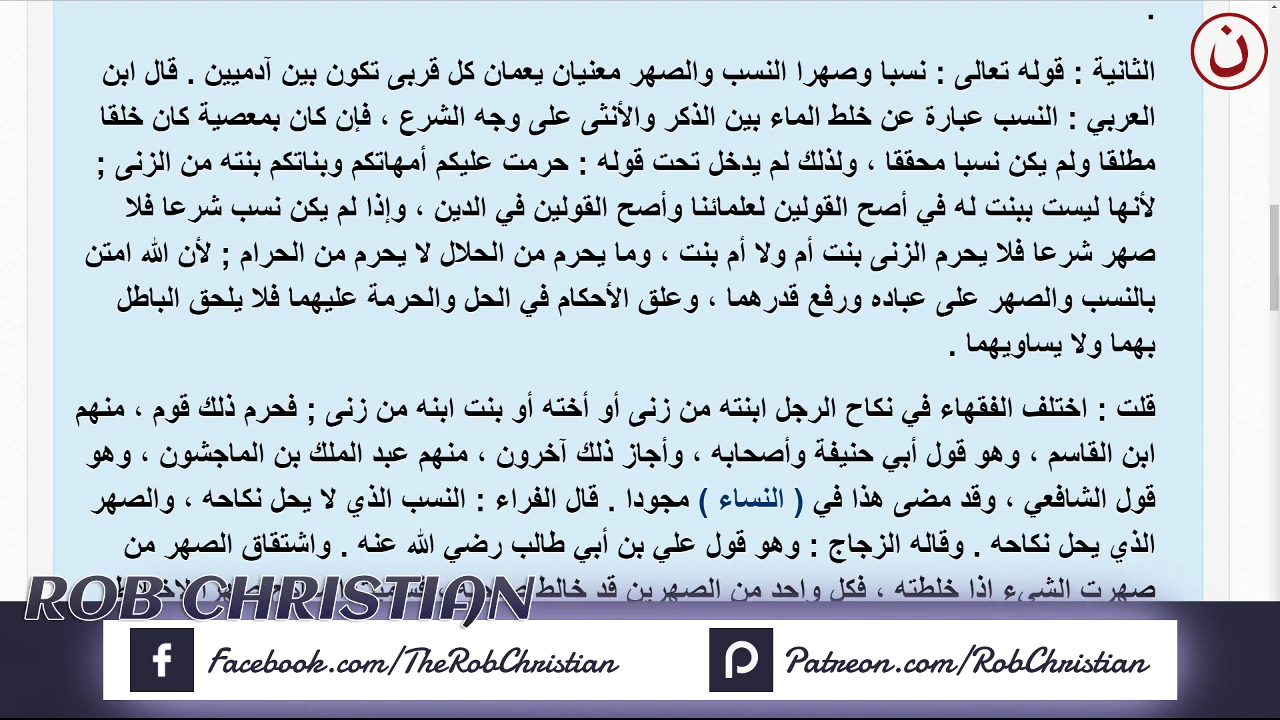 .
الثانية : قوله تعالى : نسبا وصهرا النسب والصهر معنيان يعمان كل قربى تكون بين آدميين . قال ابن
العربي : النسب عبارة عن خلط الماء بين الذكر والأنثى على وجه الشرع ، فإن كان بمعصية كان خلقا
مطلقا ولم يكن نسبا محققا ، ولذلك لم يدخل تحت قوله : حرمت عليكم أمهاتكم وبناتكم بنته من الزنى ;
لأنها ليست ببنت له في أصح القولين لعلمائنا وأصح القولين في الدين ، وإذا لم يكن نسب شرعا فلا
صهر شرعا فلا يحرم الزنى بنت أم ولا أم بنت ، وما يحرم من الحلال لا يحرم من الحرام ; لأن الله امتن
بالنسب والصهر على عباده ورفع قدرهما ، وعلق الأحكام في الحل والحرمة عليهما فلا يلحق الباطل
بهما ولا يساويهما .
قلت : اختلف الفقهاء في نكاح الرجل ابنته من زنى أو أخته أو بنت ابنه من زنى ; فحرم ذلك قوم ، منهم
ابن القاسم ، وهو قول أبي حنيفة وأصحابه ، وأجاز ذلك آخرون ، منهم عبد الملك بن الماجشون ، وهو
قول الشافعي ، وقد مضى هذا في ( النساء ) مجودا . قال الفراء : النسب الذي لا يحل نكاحه ، والصهر
الذي يحل نكاحه . وقاله الزجاج : وهو قول علي بن أبي طالب رضي الله عنه . واشتقاق الصهر من
صهرت الشيء إذا خلطته ، فكل واحد من الصهرين قد خالط
ن
ROB CHRISTIAN
Facebook.com/TheRobChristian
Patreon.com/RobChristian